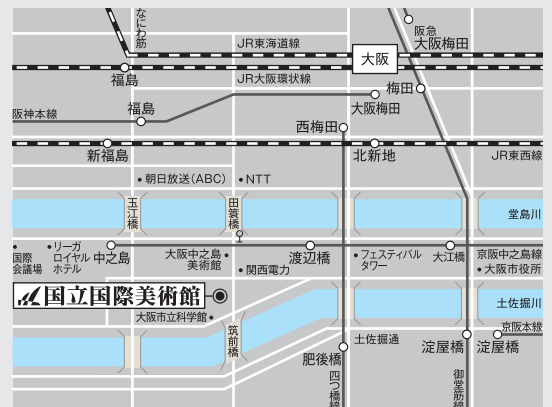 なにわ筋
阪急
大阪梅田
JR東海道線
大阪
福島
JR大阪環状線
梅田
福島
大阪梅田
阪神本線
西梅田
新福島
北新地
JR東西線
•朝日放送(ABC)
•NTT
玉江橋
田蓑橋
堂島川
•国際会議場
•リーガロイヤルホテル
中之島
大阪中之島美術館•
渡辺橋
•フェスティバルタワー
大江橋
京阪中之島線
•関西電力
•大阪市役所
国立国際美術館
土佐堀川
大阪市立科学館•
筑前橋
京阪本線
土佐堀通
肥後橋
淀屋橋
淀屋橋
四つ橋線
御堂筋線